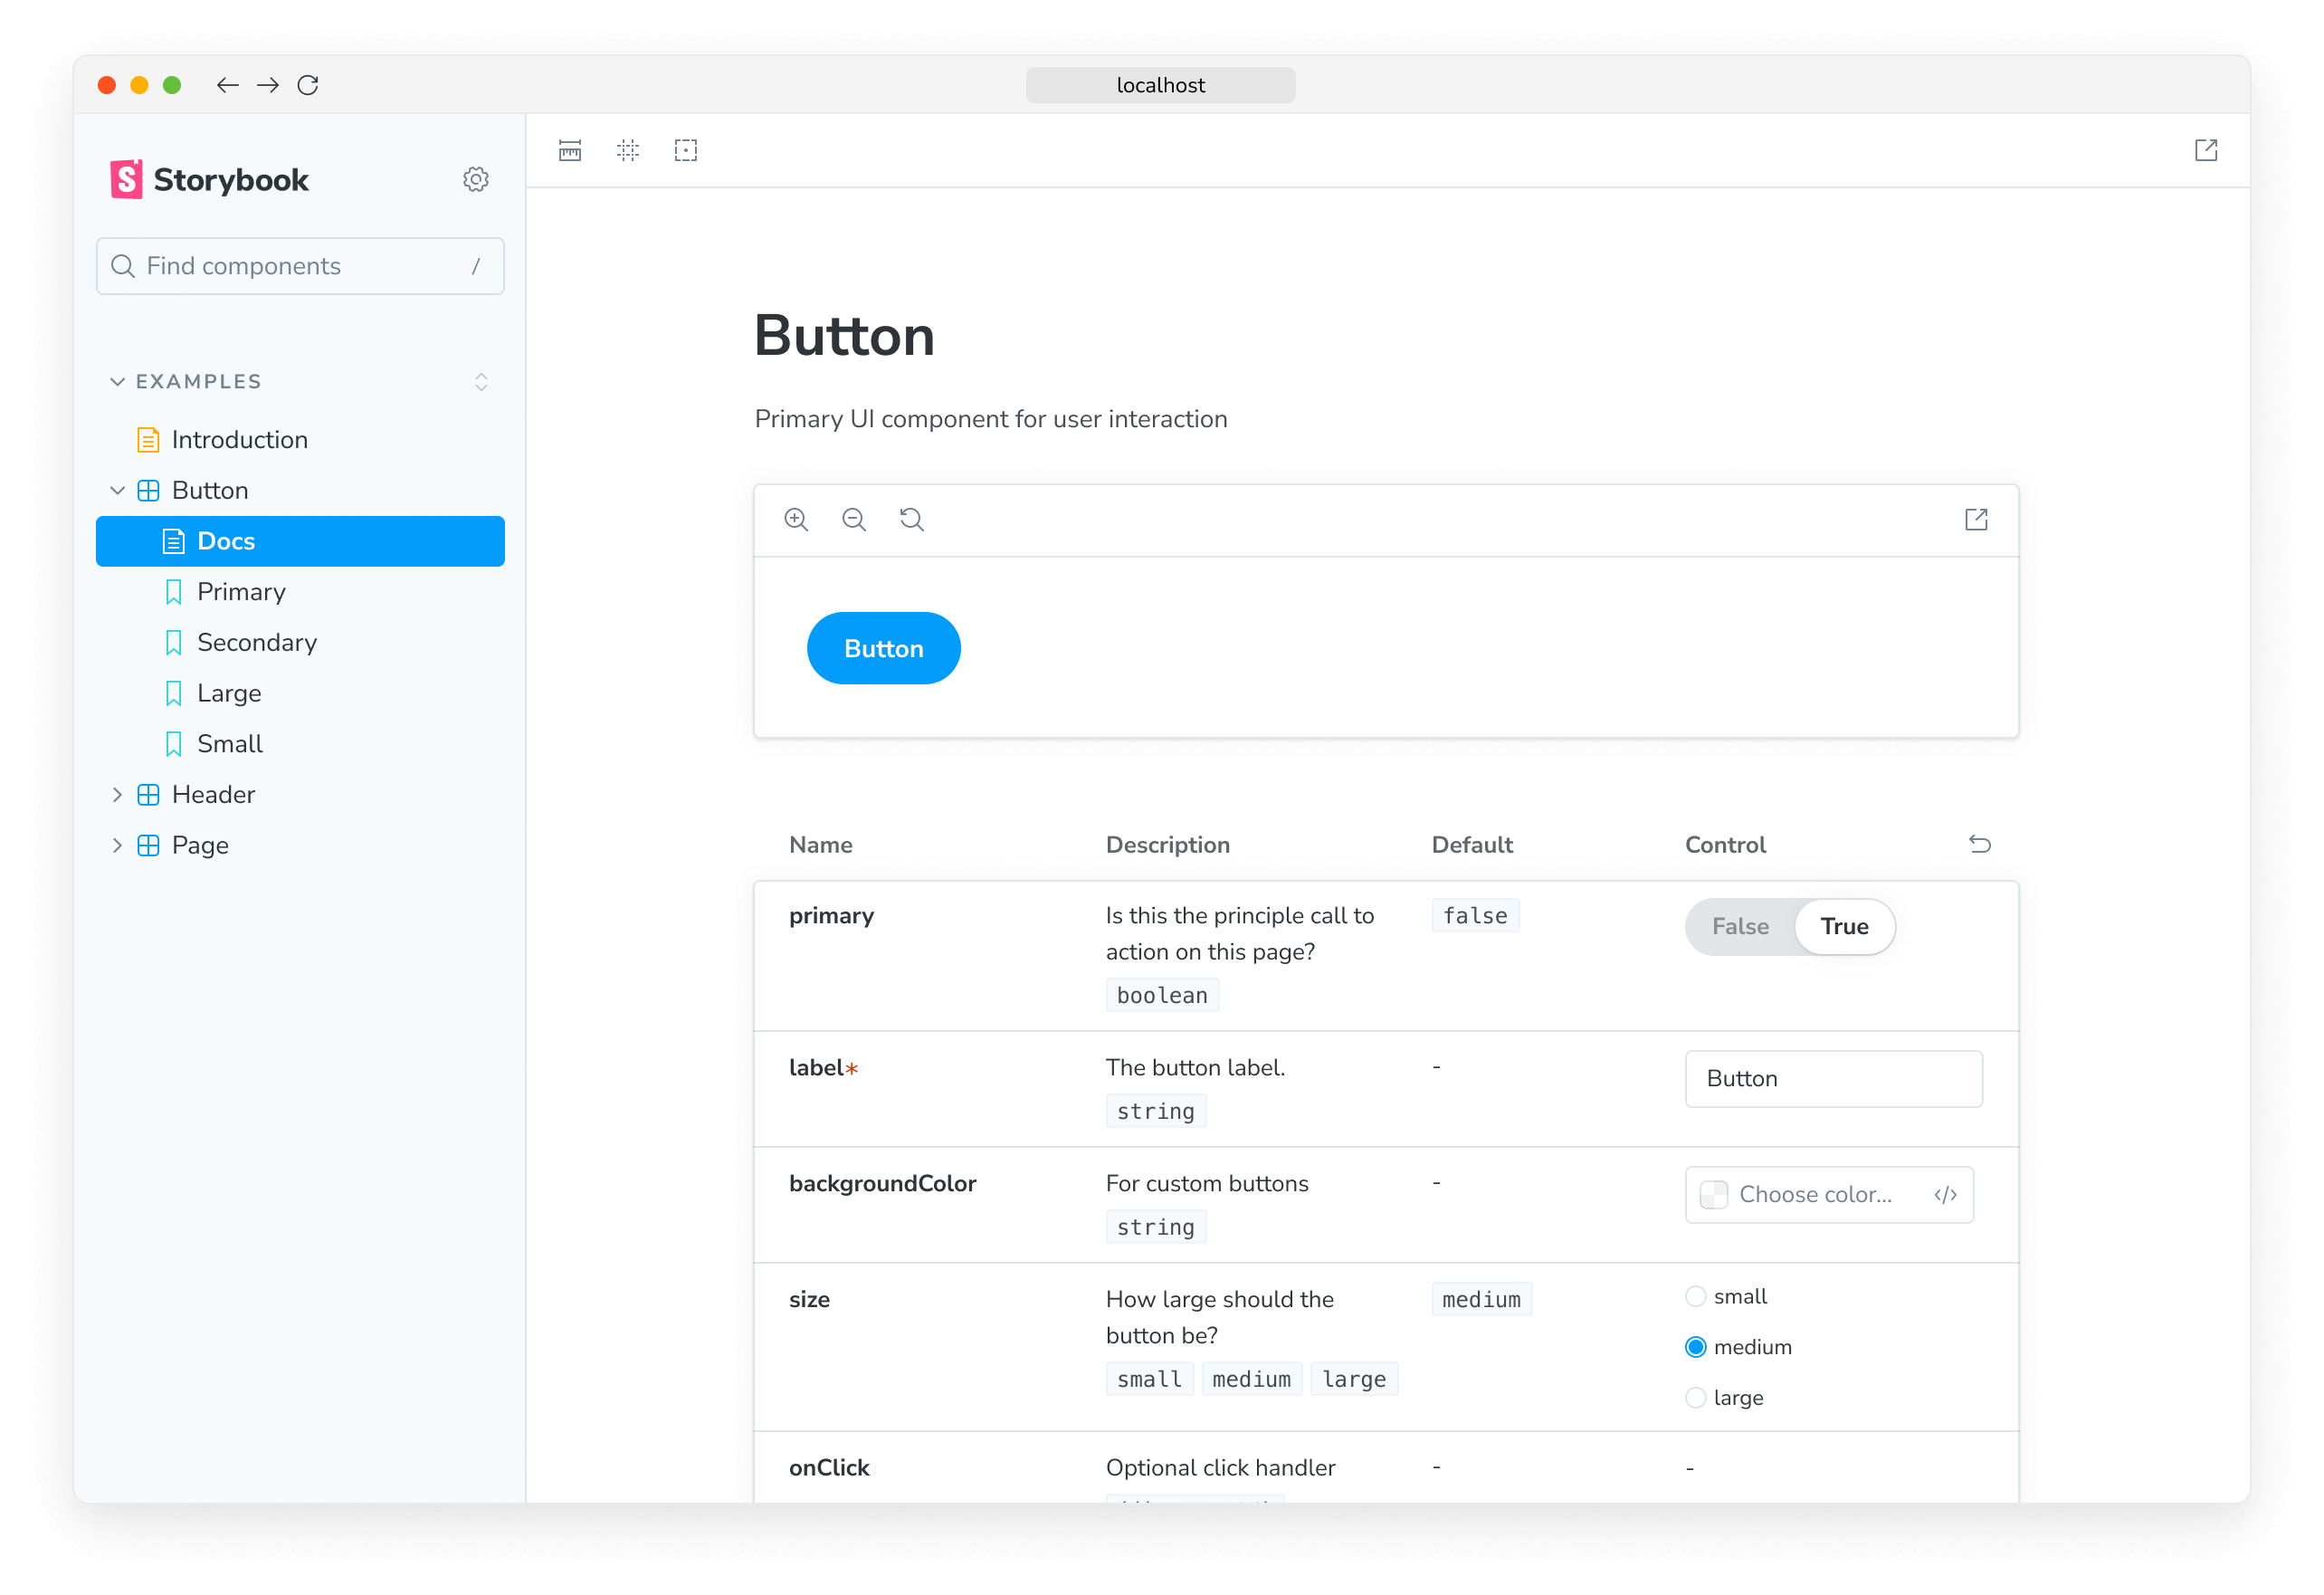 localhost
Storybook
Find components /
EXAMPLES
Introduction
Button
Docs
Primary
Secondary
Large
Small
Header
Page
Button
Primary UI component for user interaction
Button
Name Description Default Control
primary Is this the principle call to false False True
action on this page?
boolean
label* The button label. - Button
string
backgroundColor For custom buttons - Choose color...
string
size How large should the medium small
button be? medium
small medium large large
onClick Optional click handler - -